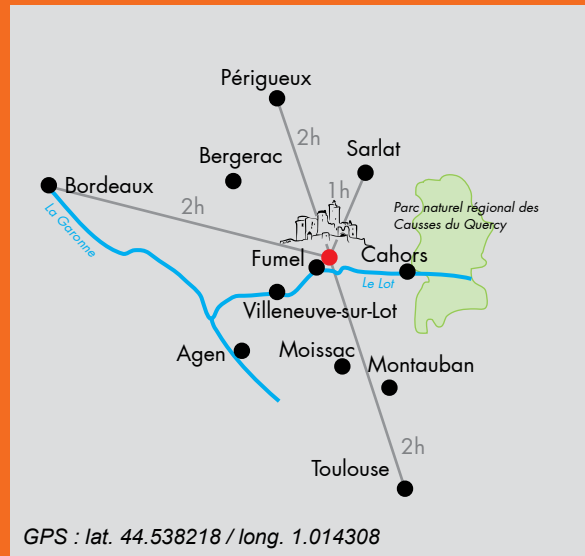 Périgueux
2h
Bergerac
Sarlat
Bordeaux
1h
2h
La Garonne
Parc naturel régional des
Causses du Quercy
Fumel
Cahors
Le Lot
Villeneuve-sur-Lot
Agen
Moissac
Montauban
2h
Toulouse
GPS : lat. 44.538218 / long. 1.014308